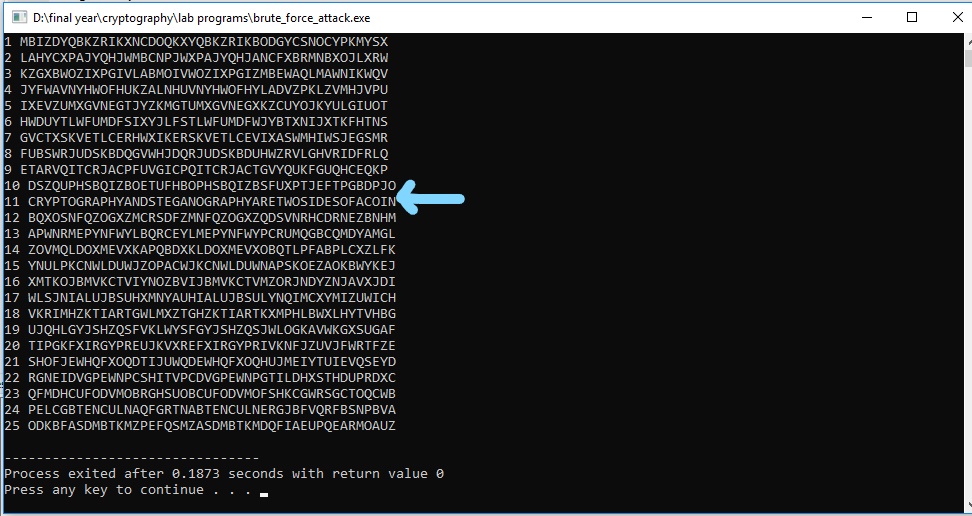 D:\final year\cryptography\lab programs\brute_force_attack.exe
1 MBIZDYQBKZRIKXNCDOQKXYQBKZRIKBODGYCSNOCYPKMYSX
2 LAHYCXPAJYQHJWMBCNPJWXPAJYQHJANCFXBRMNBXOJLXRW
3 KZGXBWOZIXPGIVLABMOIVWOZIXPGIZMBEWAQLMAWNIKWQV
4 JYFWAVNYHWOFHUKZALNHUVNYHWOFHYLADVZPKLZVMHJVPU
5 IXEVZUMXGVNEGTJYZKMGTUMXGVNEGXKZCUYOJKYULGIUOT
6 HWDUYTLWFUMDFSIXYJLFSTLWFUMDFWJYBTXNIJXTKFHTNS
7 GVCTXSKVETLCERHWXIKERSKVETLCEVIXASWMHIWSJEGSMR
8 FUBSWRJUDSKBDQGVWHJDQRJUDSKBDUHWZRVLGHVRIDFRLQ
9 ETARVQITCRJACPFUVGICPQITCRJACTGVYQUKFGUQHCEQKP
10 DSZQUPHSBQIZBOETUFHBOPHSBQIZBSFUXPTJEFTPGBDPJO
11 CRYPTOGRAPHYANDSTEGANOGRAPHYARETWOSIDESOFACOIN
12 BQXOSNFQZOGXZMCRSDFZMNFQZOGXZQDSVNRHCDRNEZBNHM
13 APWNRMEPYNFWYLBQRCEYLMEPYNFWYPCRUMQGBCQMDYAMGL
14 ZOVMQLDOXMEVXKAPQBDXKLDOXMEVXOBQTLPFABPLCXZLFK
15 YNULPKCNWLDUWJZOPACWJKCNWLDUWNAPSKOEZAOKBWYKEJ
16 XMTKOJBMVKCTVIYNOZBVIJBMVKCTVMZORJNDYZNJAVXJDI
17 WLSJNIALUJBSUHXMNYAUHIALUJBSULYNQIMCXYMIZUWICH
18 VKRIMHZKTIARTGWLMXZTGHZKTIARTKXMPHLBWXLHYTVHBG
19 UJQHLGYJSHZQSFVKLWYSFGYJSHZQSJWLOGKAVWKGXSUGAF
20 TIPGKFXIRGYPREUJKVXREFXIRGYPRIVKNFJZUVJFWRTFZE
21 SHOFJEWHQFXOQDTIJUWQDEWHQFXOQHUJMEIYTUIEVQSEYD
22 RGNEIDVGPEWNPCSHITVPCDVGPEWNPGTILDHXSTHDUPRDXC
23 QFMDHCUFODVMOBRGHSUOBCUFODVMOFSHKCGWRSGCTOQCWB
24 PELCGBTENCULNAQFGRTNABTENCULNERGJBFVQRFBSNPBVA
25 ODKBFASDMBTKMZPEFQSMZASDMBTKMDQFIAEUPQEARMOAUZ
--------------------------------
Process exited after 0.1873 seconds with return value 0
Press any key to continue . . .